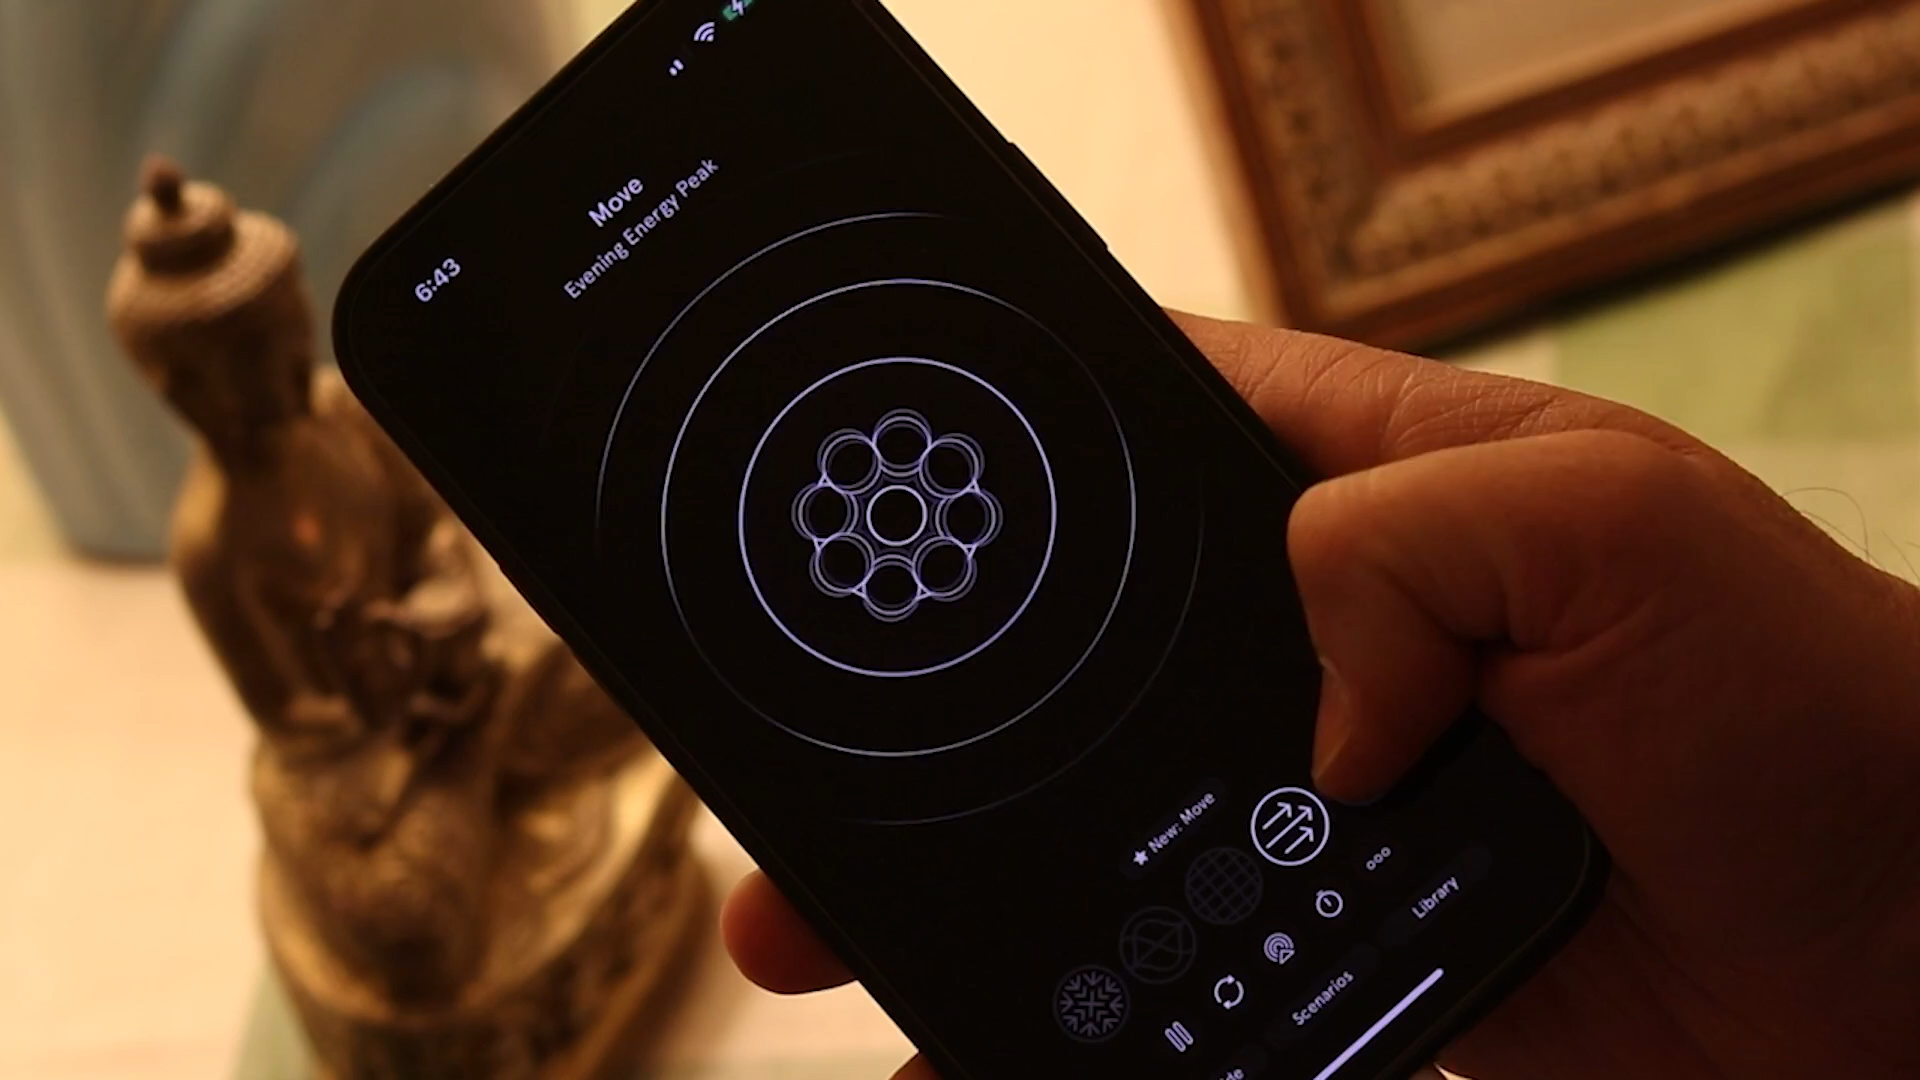 6:43
Move
Evening Energy Peak
★ New: Move
Library
Scenarios